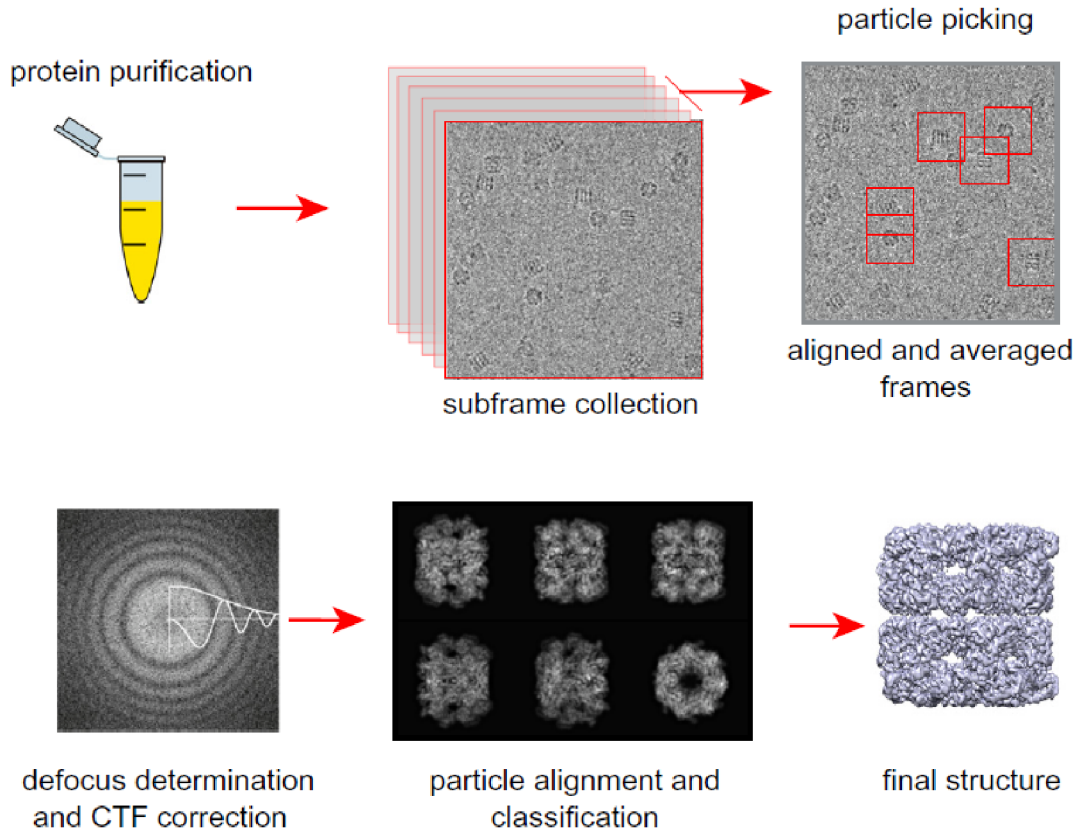 particle picking
protein purification
subframe collection
aligned and averaged
frames
defocus determination
and CTF correction
particle alignment and
classification
final structure